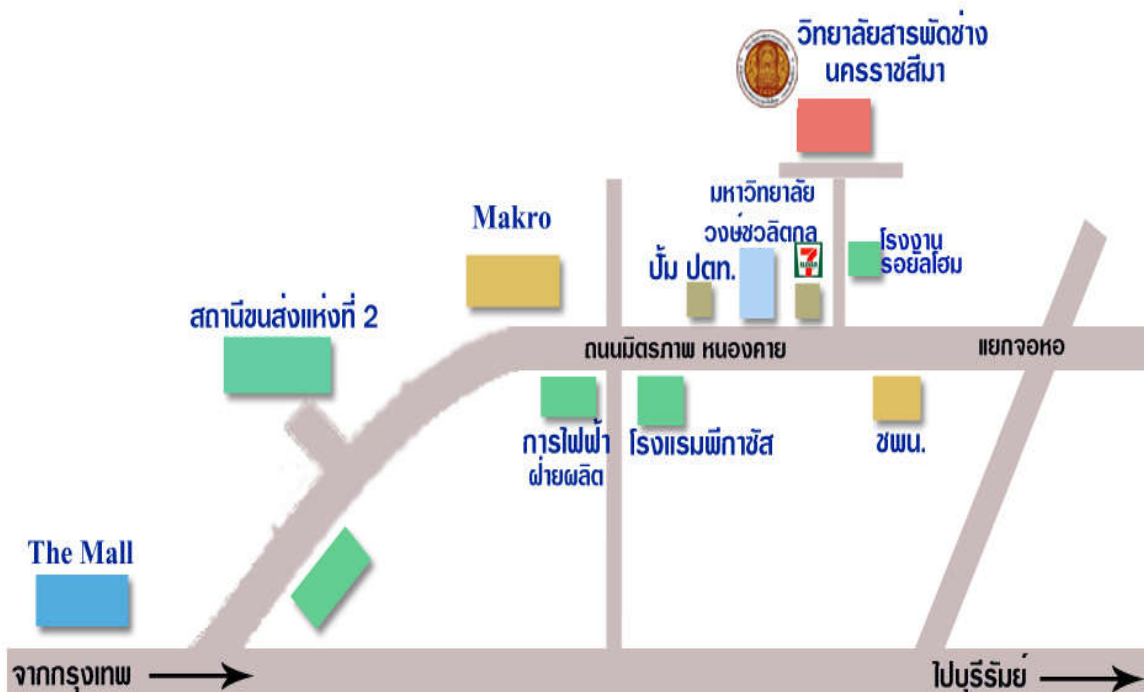 วิทยาลัยสารพัดช่าง
นครราชสีมา
มหาวิทยาลัย
วงษ์ชวลิตกุล
Makro
ปั้ม ปตท.
7
ELEVEN
โรงงาน
รอยัลโฮม
สถานีขนส่งแห่งที่ 2
ถนนมิตรภาพ หนองคาย
แยกจอหอ
การไฟฟ้า
ฝ่ายผลิต
โรงแรมพีกาซัส
ชพน.
The Mall
จากกรุงเทพ
ไปบุรีรัมย์